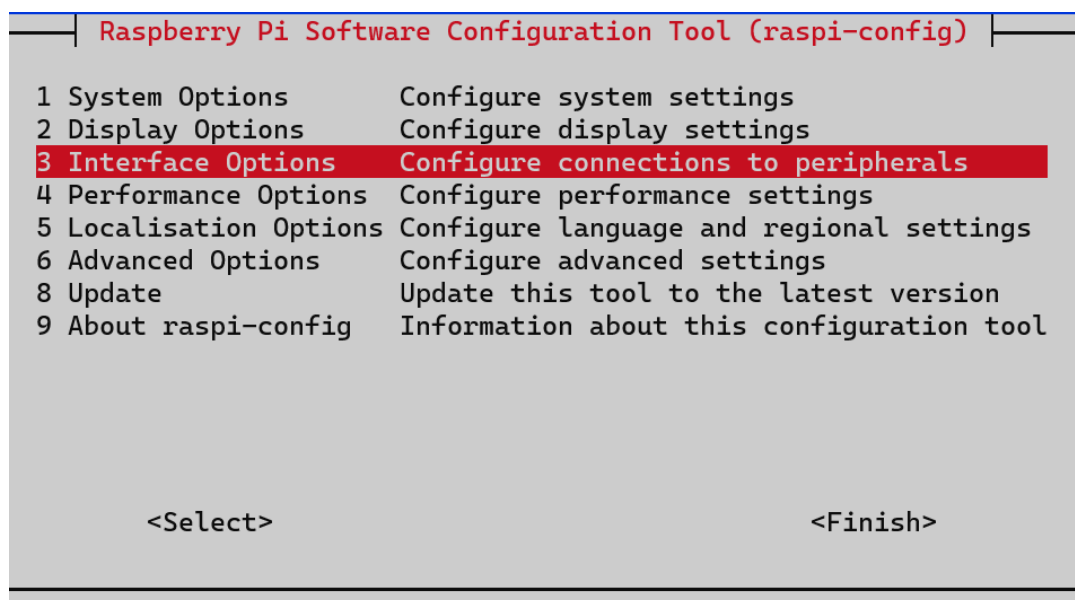 Raspberry Pi Software Configuration Tool (raspi-config)
1 System Options Configure system settings
2 Display Options Configure display settings
3 Interface Options Configure connections to peripherals
4 Performance Options Configure performance settings
5 Localisation Options Configure language and regional settings
6 Advanced Options Configure advanced settings
8 Update Update this tool to the latest version
9 About raspi-config Information about this configuration tool
<Select> <Finish>